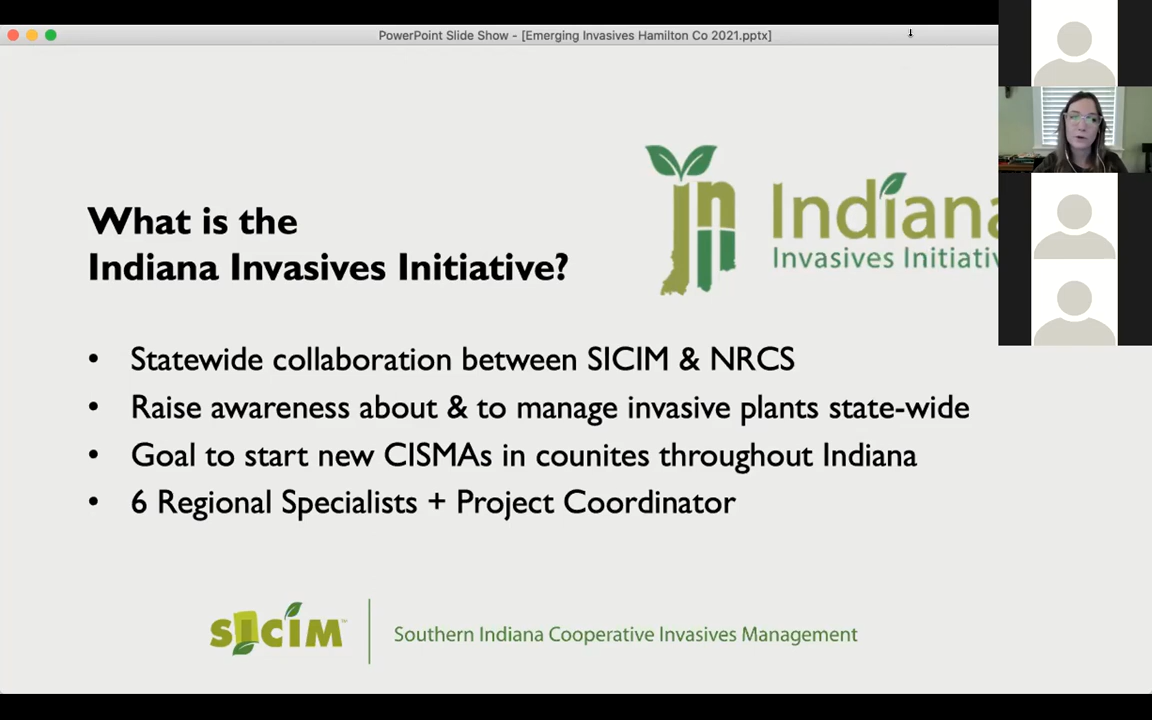 PowerPoint Slide Show - [Emerging Invasives Hamilton Co 2021.pptx]
What is the
Indiana Invasives Initiative?
Indiana
Invasives Initiativ
• Statewide collaboration between SICIM & NRCS
• Raise awareness about & to manage invasive plants state-wide
• Goal to start new CISMAs in counites throughout Indiana
• 6 Regional Specialists + Project Coordinator
SICIM™
Southern Indiana Cooperative Invasives Management